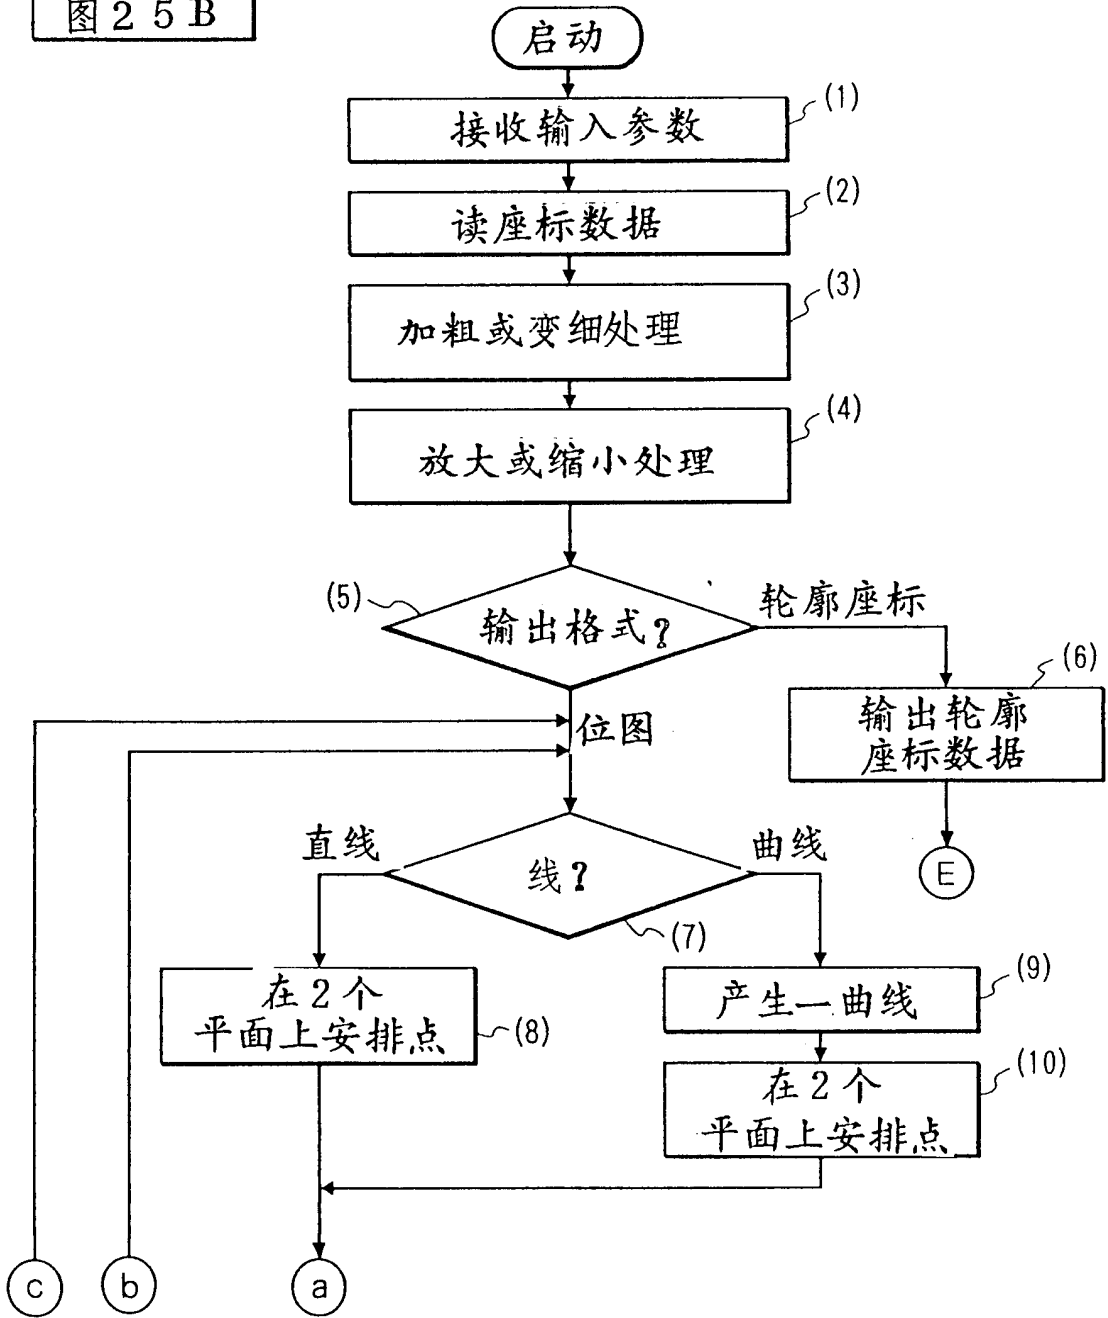 图25B
启动
(1)
接收输入参数
(2)
读座标数据
(3)
加粗或变细处理
(4)
放大或缩小处理
(5)
输出格式?
轮廓座标
(6)
输出轮廓
座标数据
位图
E
直线
线?
曲线
(7)
在2个
平面上安排点
(8)
产生一曲线
(9)
在2个
平面上安排点
(10)
c
b
a